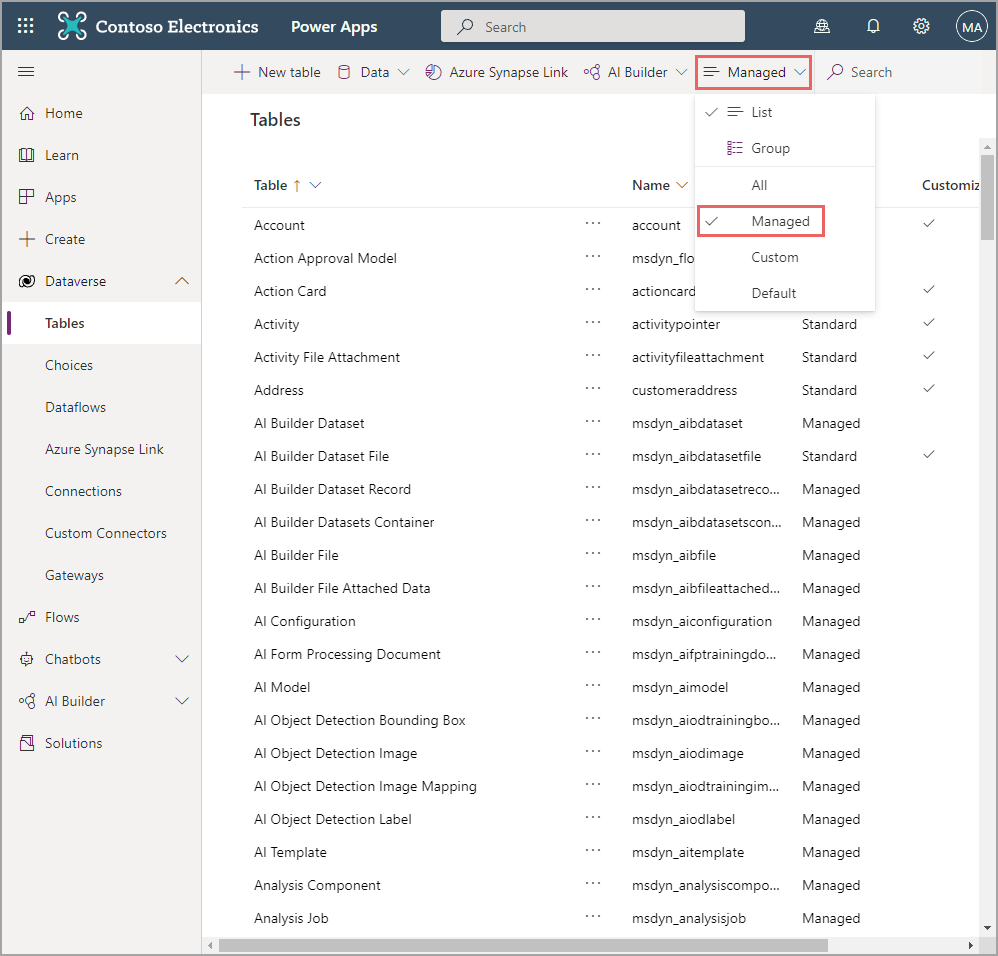 Contoso Electronics Power Apps Search MA
New table Data Azure Synapse Link AI Builder Managed Search
Home
Learn
Apps
Create
Dataverse
Tables
Choices
Dataflows
Azure Synapse Link
Connections
Custom Connectors
Gateways
Flows
Chatbots
AI Builder
Solutions
Tables
List
Group
All
Managed
Custom
Default
Table ↑ Name Customiz
Account ··· account
Action Approval Model ··· msdyn_flo
Action Card ··· actioncard
Activity ··· activitypointer Standard
Activity File Attachment ··· activityfileattachment Standard
Address ··· customeraddress Standard
AI Builder Dataset ··· msdyn_aibdataset Managed
AI Builder Dataset File ··· msdyn_aibdatasetfile Standard
AI Builder Dataset Record ··· msdyn_aibdatasetreco... Managed
AI Builder Datasets Container ··· msdyn_aibdatasetscon... Managed
AI Builder File ··· msdyn_aibfile Managed
AI Builder File Attached Data ··· msdyn_aibfileattached... Managed
AI Configuration ··· msdyn_aiconfiguration Managed
AI Form Processing Document ··· msdyn_aifptrainingdo... Managed
AI Model ··· msdyn_aimodel Managed
AI Object Detection Bounding Box ··· msdyn_aiodtrainingbo... Managed
AI Object Detection Image ··· msdyn_aiodimage Managed
AI Object Detection Image Mapping ··· msdyn_aiodtrainingim... Managed
AI Object Detection Label ··· msdyn_aiodlabel Managed
AI Template ··· msdyn_aitemplate Managed
Analysis Component ··· msdyn_analysiscompo... Managed
Analysis Job ··· msdyn_analysisjob Managed